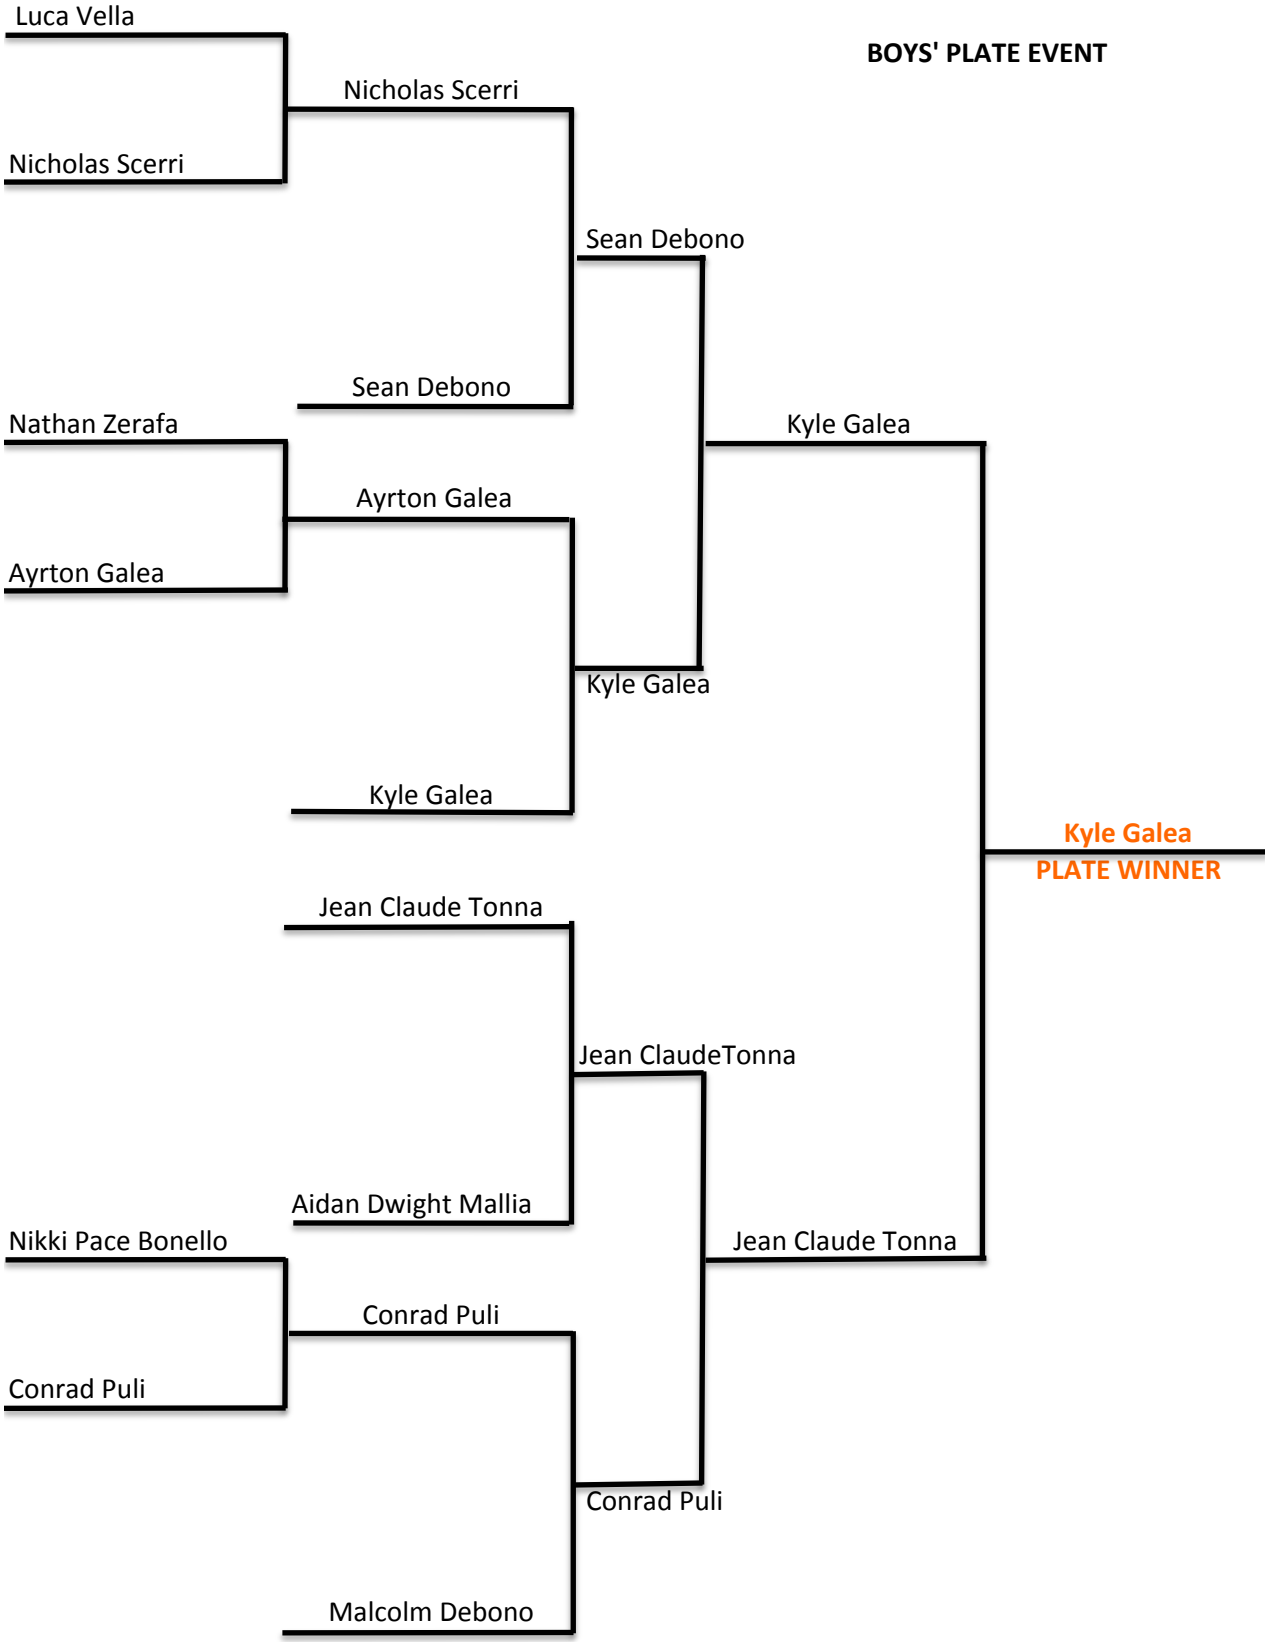 Luca Vella
BOYS' PLATE EVENT
Nicholas Scerri
Nicholas Scerri
Sean Debono
Sean Debono
Nathan Zerafa
Kyle Galea
Ayrton Galea
Ayrton Galea
Kyle Galea
Kyle Galea
Kyle Galea
PLATE WINNER
Jean Claude Tonna
Jean ClaudeTonna
Aidan Dwight Mallia
Nikki Pace Bonello
Jean Claude Tonna
Conrad Puli
Conrad Puli
Conrad Puli
Malcolm Debono